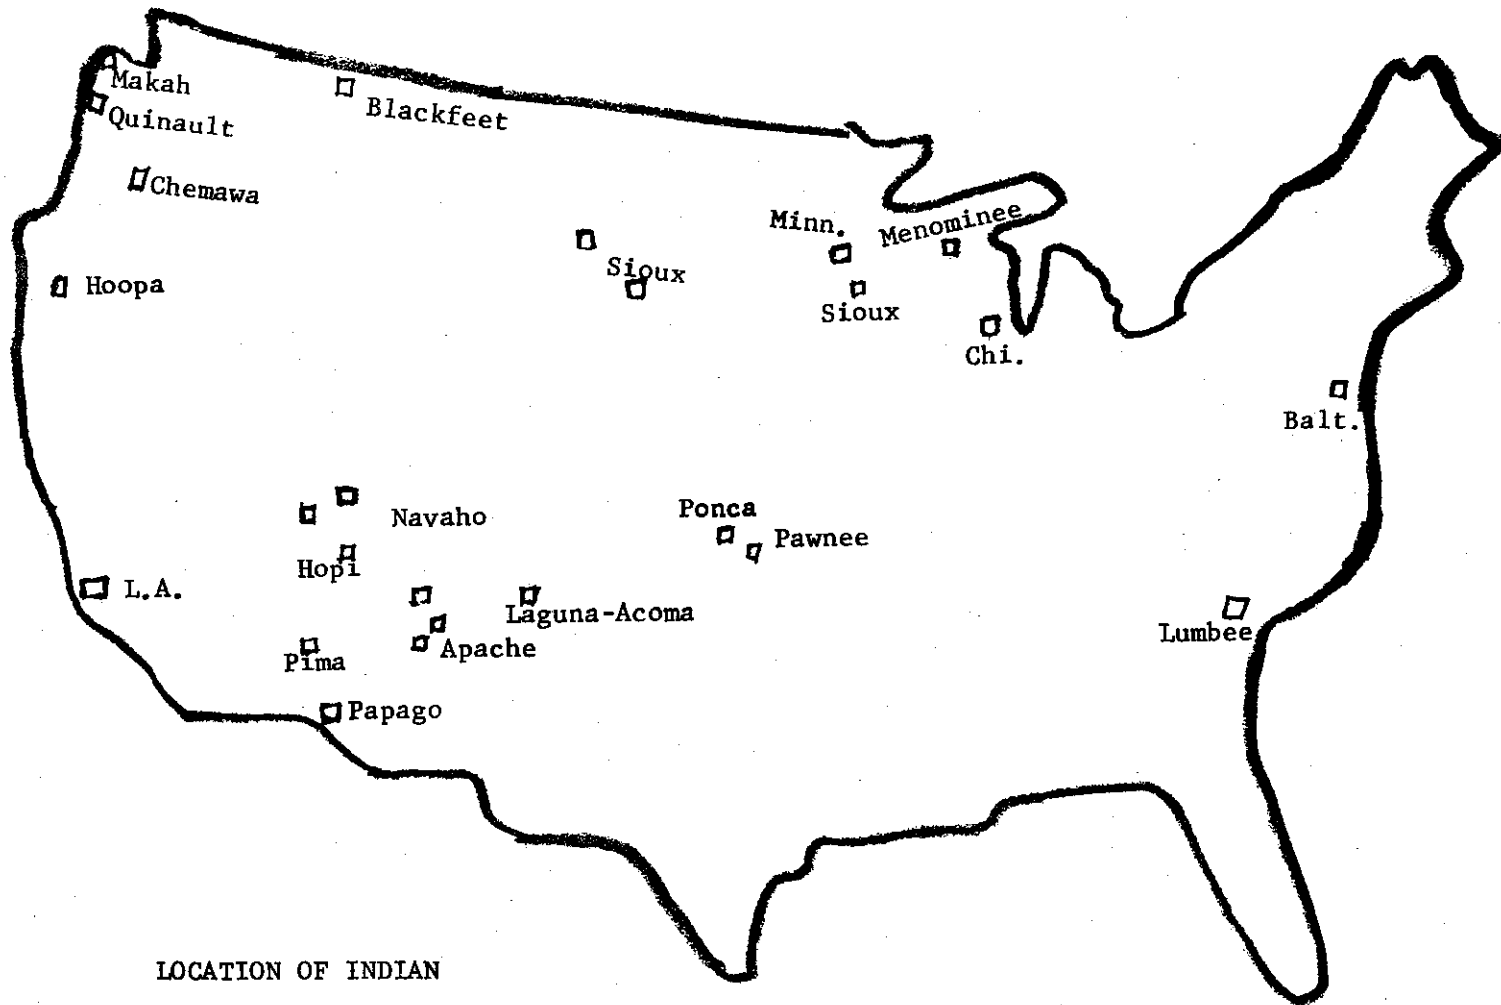 Makah
Quinault
Blackfeet
Chemawa
Hoopa
Sioux
Minn.
Menominee
Sioux
Chi.
Balt.
Navaho
Hopi
Ponca
Pawnee
L.A.
Laguna-Acoma
Apache
Pima
Papago
Lumbee
LOCATION OF INDIAN